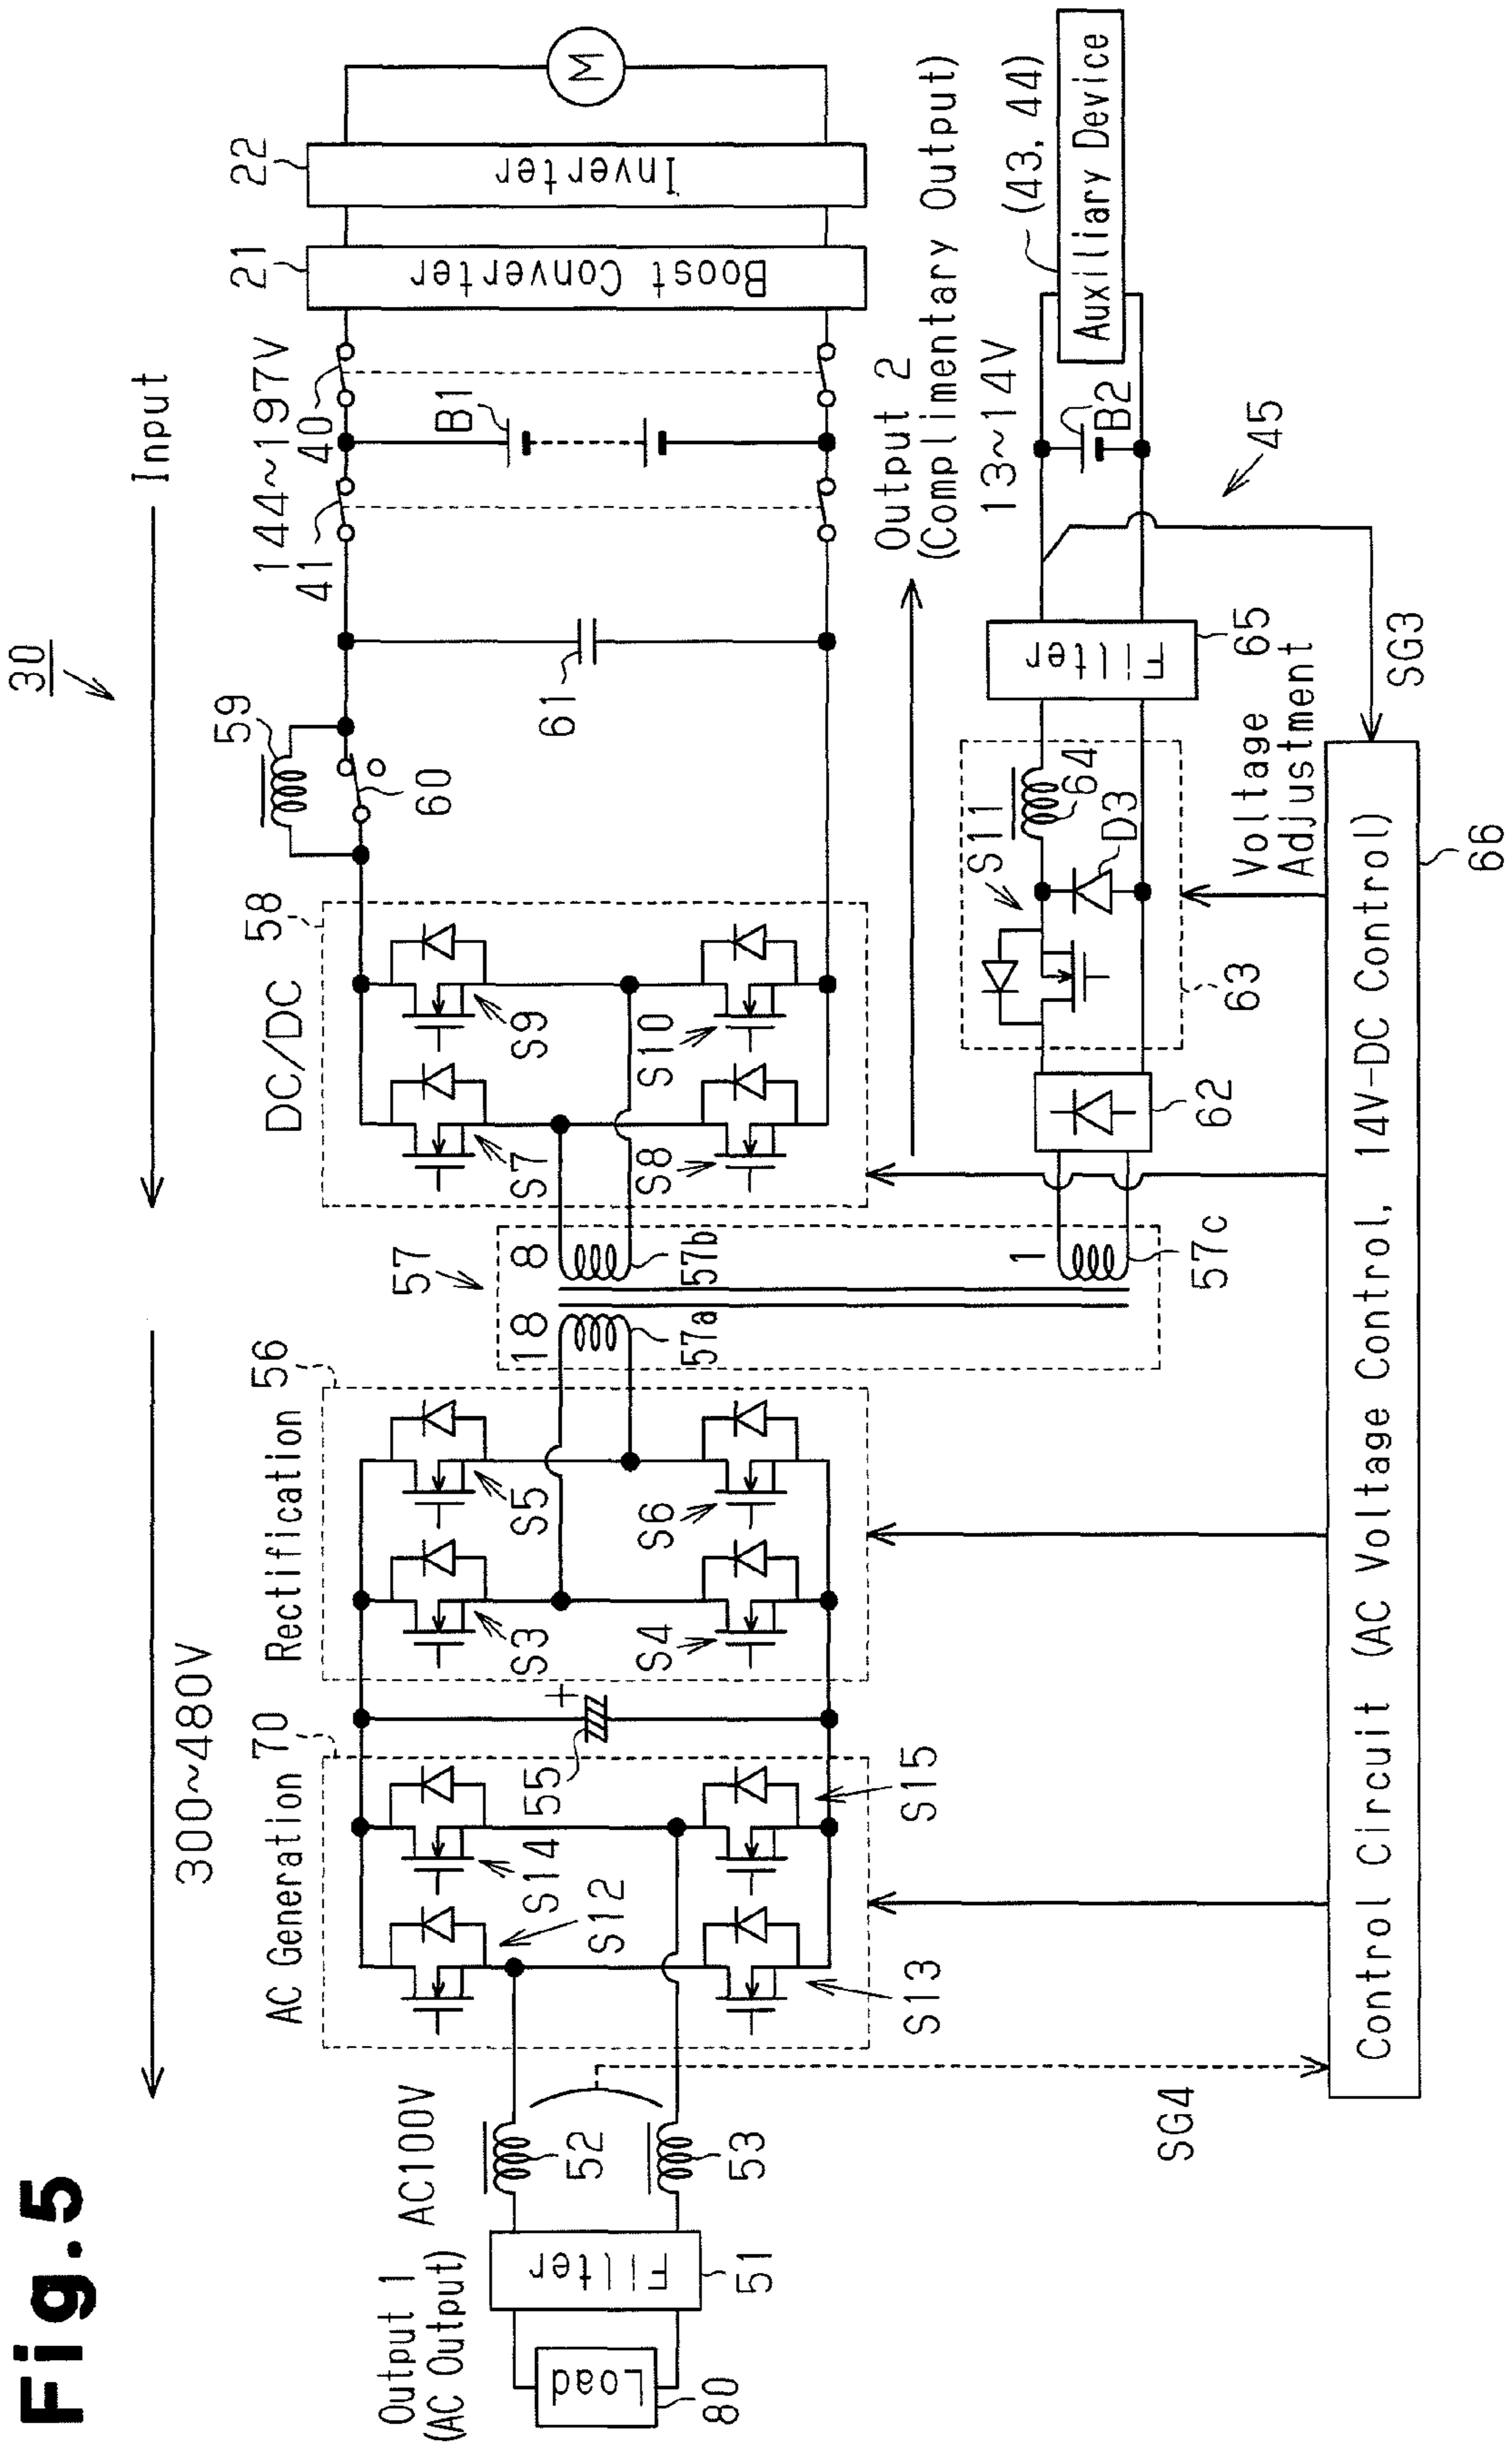 Fig.5
30
Input
300~480V
144~197V
Output 1
(AC Output)
AC100V
AC Generation
70
Rectification
56
DC/DC
58
59
60
61
41
40
B1
21
Boost Converter
22
Inverter
M
Load
80
Filter
51
52
53
S12
S14
S13
S15
55
+
S3
S5
S4
S6
57
18
8
57a
57b
1
57c
S7
S9
S8
S10
Output 2
(Complimentary Output)
13~14V
62
63
S11
64
D3
Filter
65
B2
(43, 44)
Auxiliary Device
45
SG3
SG4
Voltage
Adjustment
Control Circuit (AC Voltage Control, 14V-DC Control)
66